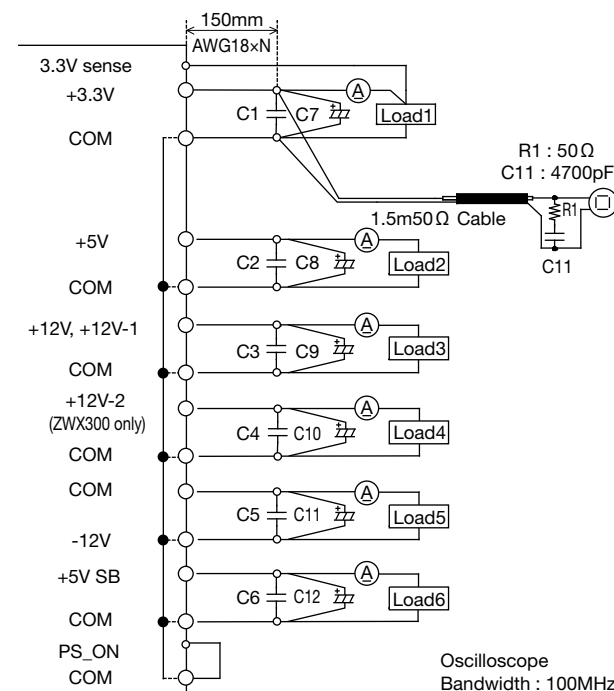 150mm
AWG18×N
3.3V sense
+3.3V
C1 C7
A
Load1
COM
R1 : 50Ω
C11 : 4700pF
R1
1.5m50Ω Cable
C11
+5V
A
C2 C8
Load2
COM
+12V, +12V-1
A
C3 C9
Load3
COM
+12V-2
(ZWX300 only)
A
C4 C10
Load4
COM
COM
A
C5 C11
Load5
-12V
+5V SB
A
C6 C12
Load6
COM
PS_ON
COM
Oscilloscope
Bandwidth : 100MHz